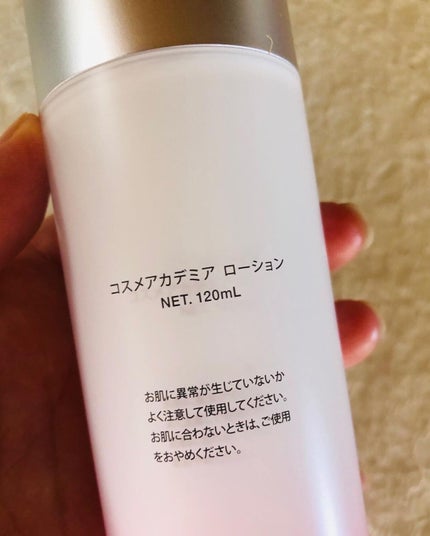 コスメアカデミア ローション
NET. 120mL
お肌に異常が生じていないか
よく注意して使用してください。
お肌に合わないときは、ご使用
をおやめください。